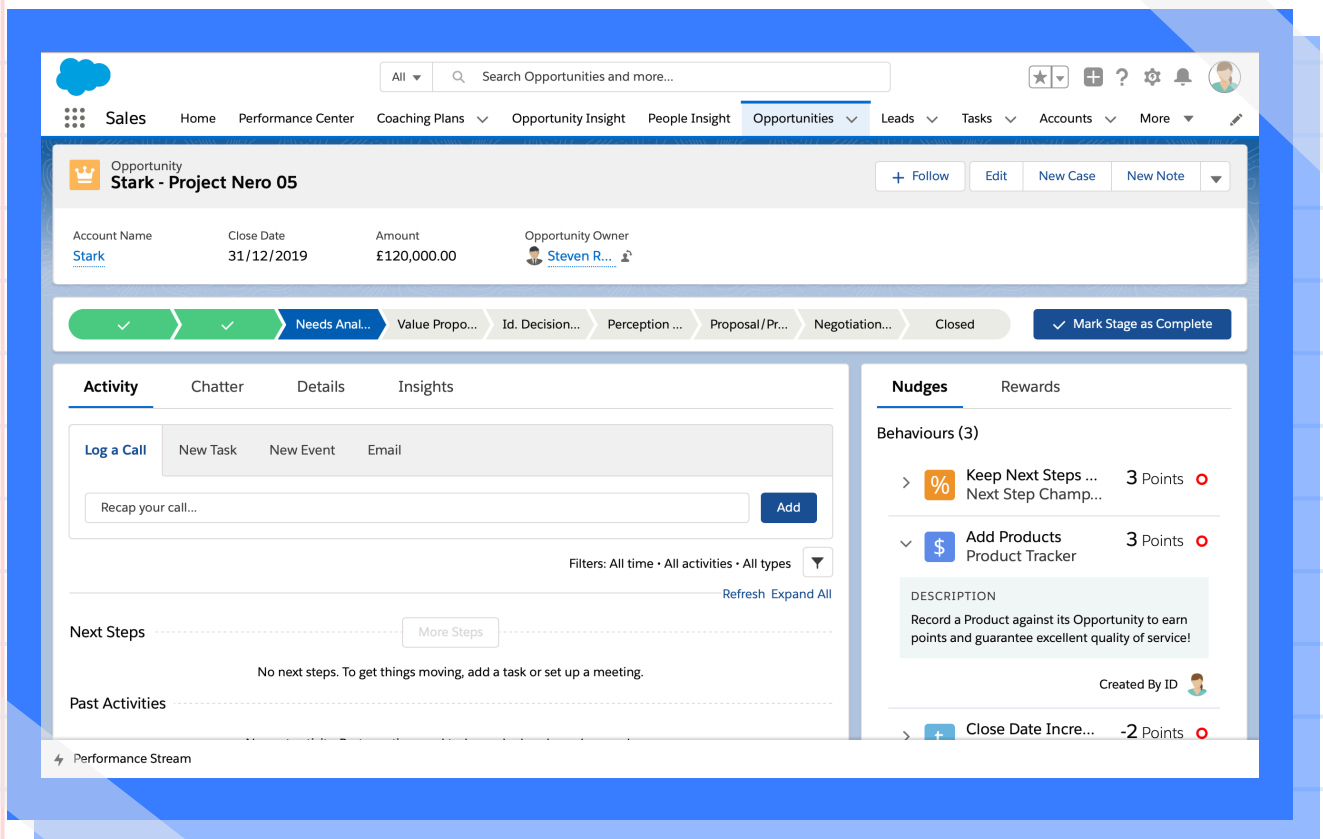 All
Search Opportunities and more...
Sales
Home Performance Center Coaching Plans Opportunity Insight People Insight Opportunities Leads Tasks Accounts More
Opportunity
Stark - Project Nero 05
Follow Edit New Case New Note
Account Name Close Date Amount Opportunity Owner
Stark 31/12/2019 £120,000.00 Steven R...
Needs Anal... Value Propo... Id. Decision... Perception ... Proposal/Pr... Negotiation... Closed Mark Stage as Complete
Activity Chatter Details Insights
Log a Call New Task New Event Email
Recap your call... Add
Filters: All time • All activities • All types
Refresh Expand All
Next Steps More Steps
No next steps. To get things moving, add a task or set up a meeting.
Past Activities
Nudges Rewards
Behaviours (3)
% Keep Next Steps ... 3 Points
Next Step Champ...
$ Add Products 3 Points
Product Tracker
DESCRIPTION
Record a Product against its Opportunity to earn
points and guarantee excellent quality of service!
Created By ID
Close Date Incre... -2 Points
Performance Stream